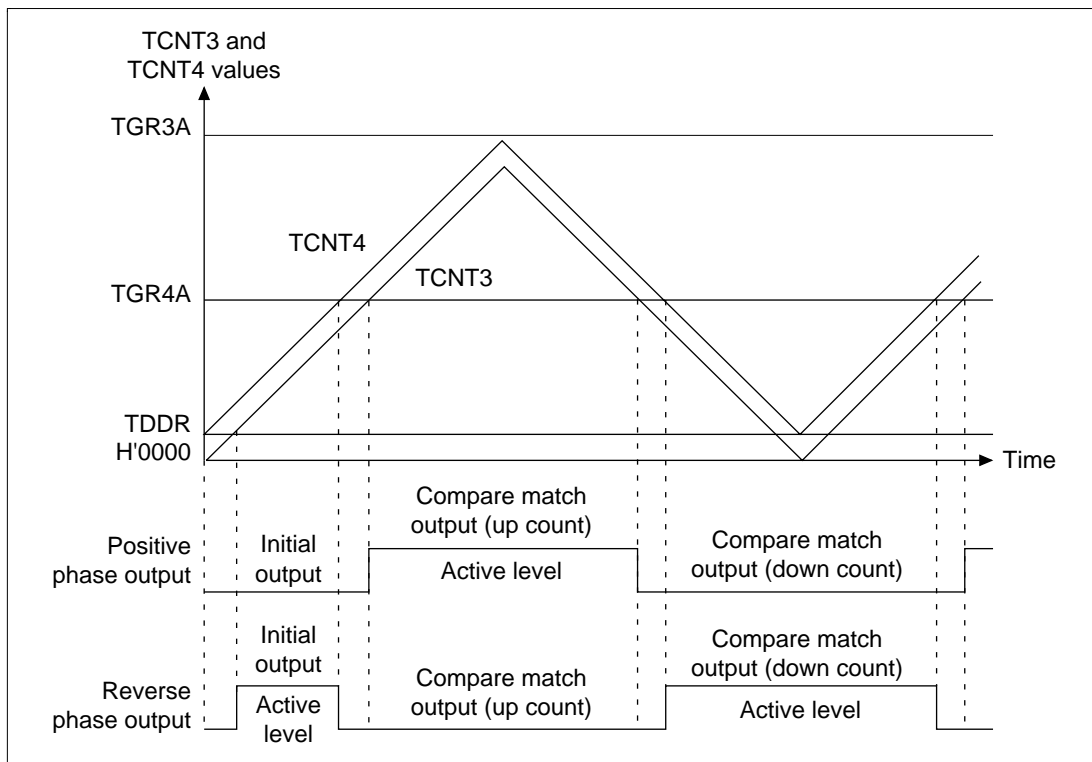 TCNT3 and
TCNT4 values
TGR3A
TCNT4
TCNT3
TGR4A
TDDR
H'0000
Time
Compare match
output (up count)
Positive
phase output
Initial
output
Active level
Compare match
output (down count)
Initial
output
Compare match
output (down count)
Reverse
phase output
Active
level
Compare match
output (up count)
Active level